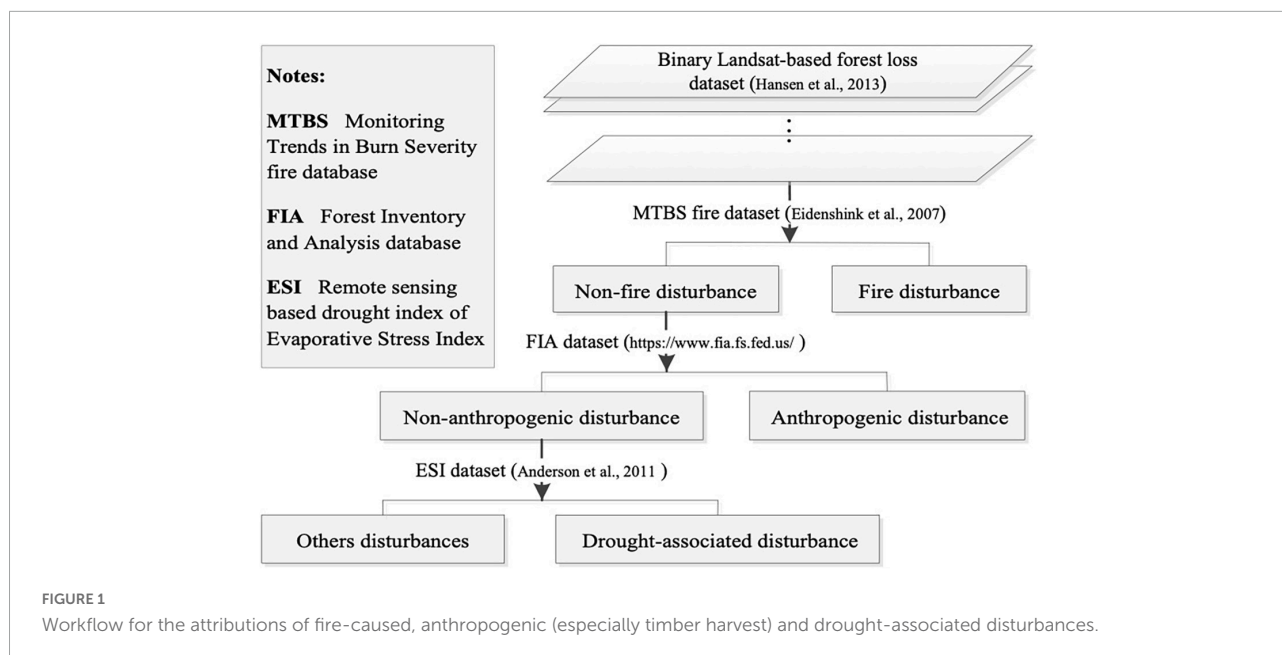 Notes:
MTBS Monitoring
Trends in Burn Severity
fire database
FIA Forest Inventory
and Analysis database
ESI Remote sensing
based drought index of
Evaporative Stress Index
Binary Landsat-based forest loss
dataset (Hansen et al., 2013)
MTBS fire dataset (Eidenshink et al., 2007)
Non-fire disturbance
Fire disturbance
FIA dataset (https://www.fia.fs.fed.us/ )
Non-anthropogenic disturbance
Anthropogenic disturbance
ESI dataset (Anderson et al., 2011 )
Others disturbances
Drought-associated disturbance
FIGURE 1
Workflow for the attributions of fire-caused, anthropogenic (especially timber harvest) and drought-associated disturbances.